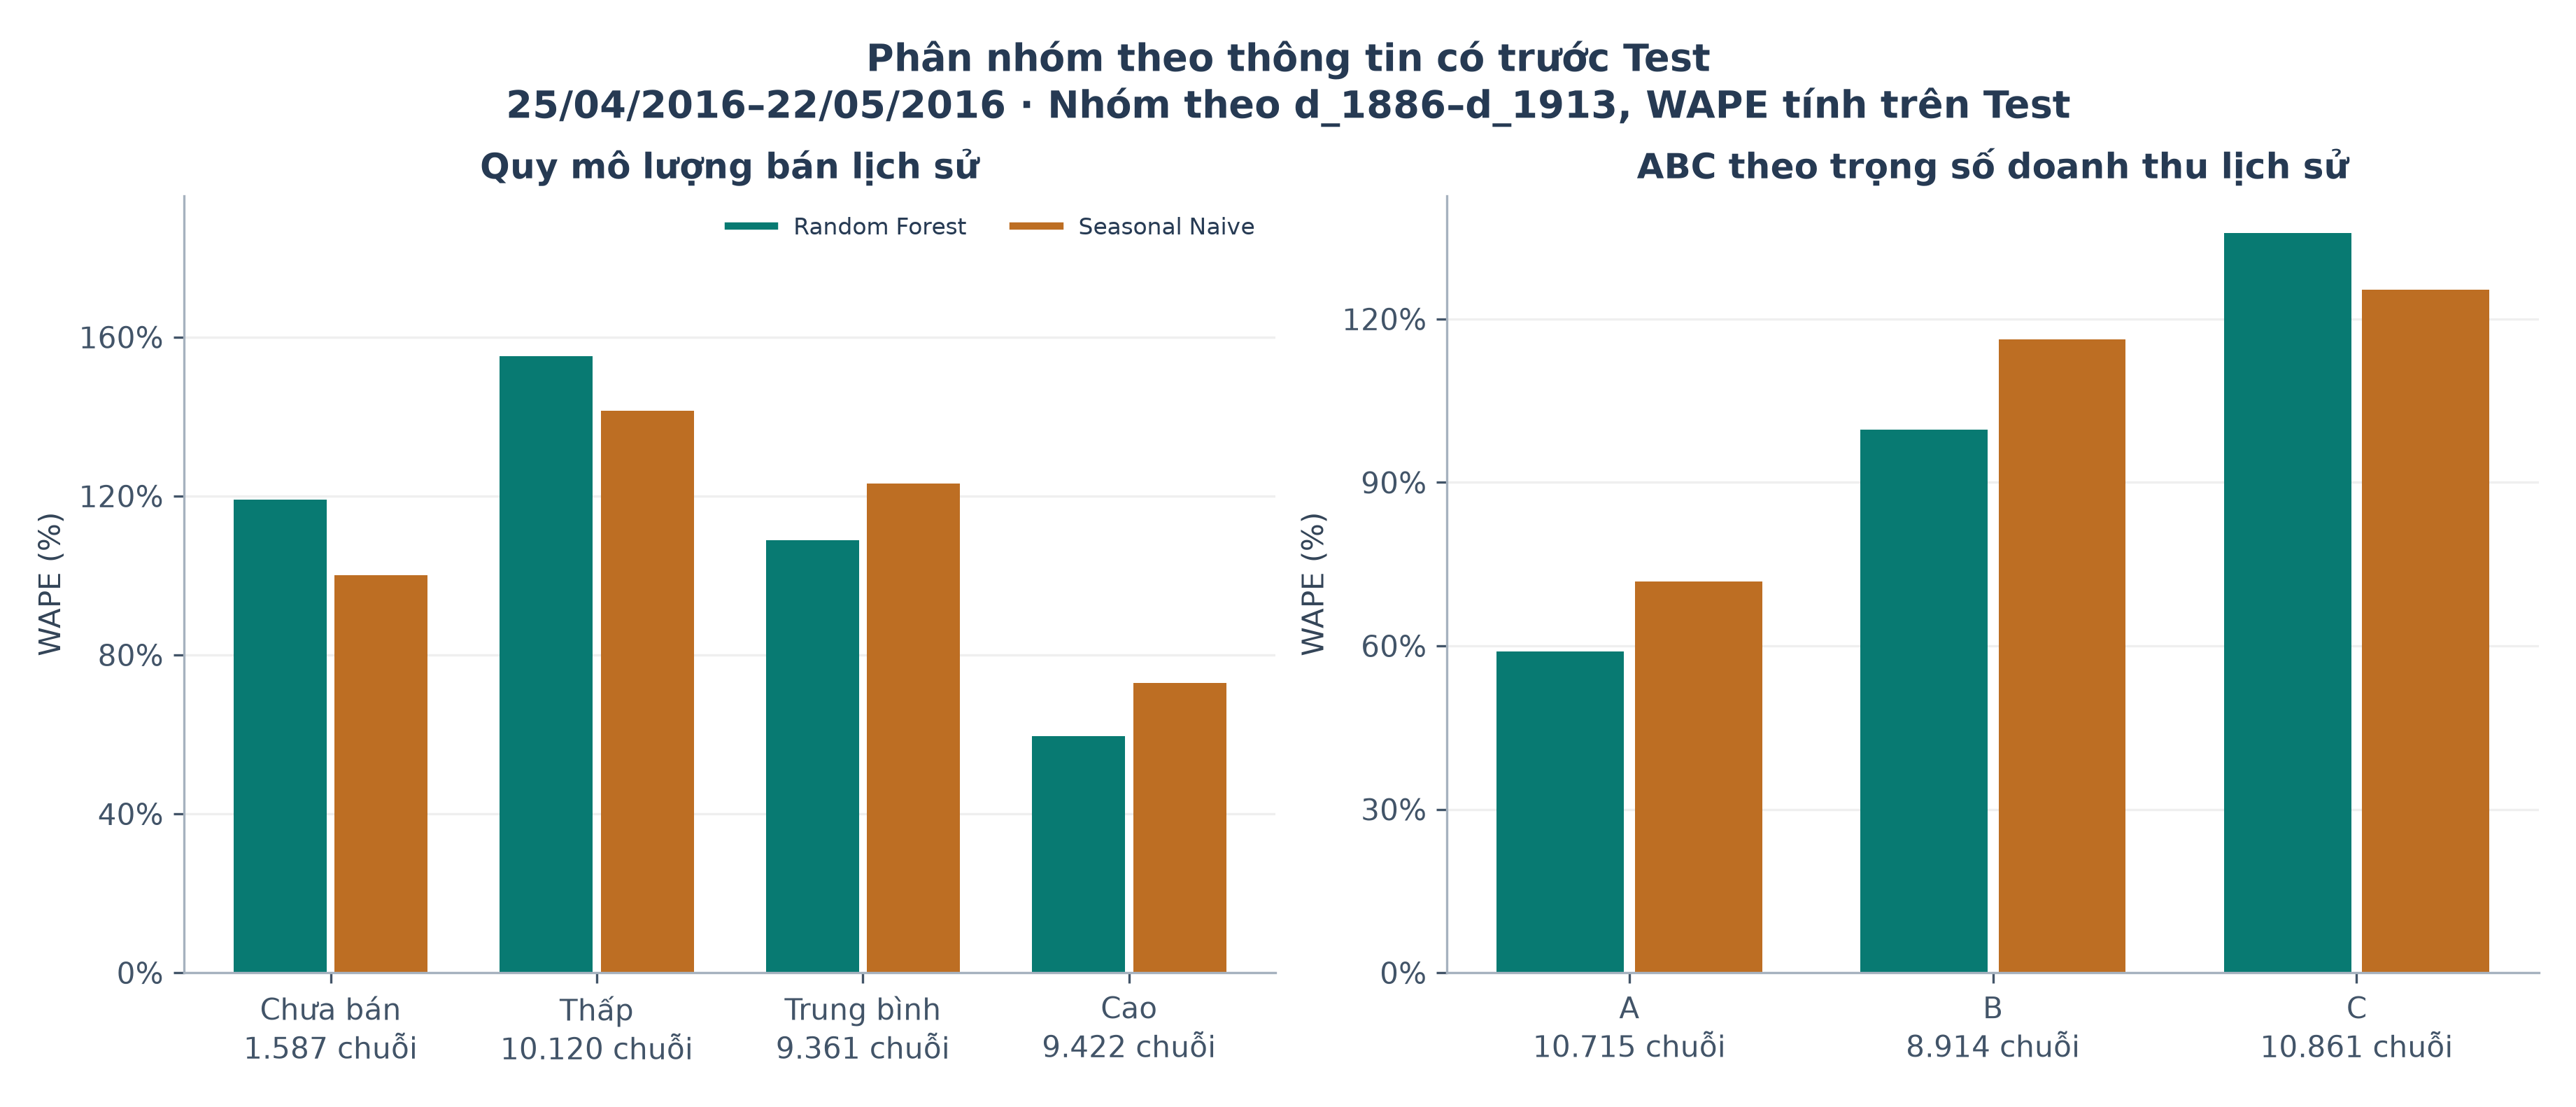 Phân nhóm theo thông tin có trước Test
25/04/2016–22/05/2016 · Nhóm theo d_1886–d_1913, WAPE tính trên Test
Quy mô lượng bán lịch sử
Random Forest
Seasonal Naive
WAPE (%)
160%
120%
80%
40%
0%
Chưa bán
1.587 chuỗi
Thấp
10.120 chuỗi
Trung bình
9.361 chuỗi
Cao
9.422 chuỗi
ABC theo trọng số doanh thu lịch sử
WAPE (%)
120%
90%
60%
30%
0%
A
10.715 chuỗi
B
8.914 chuỗi
C
10.861 chuỗi